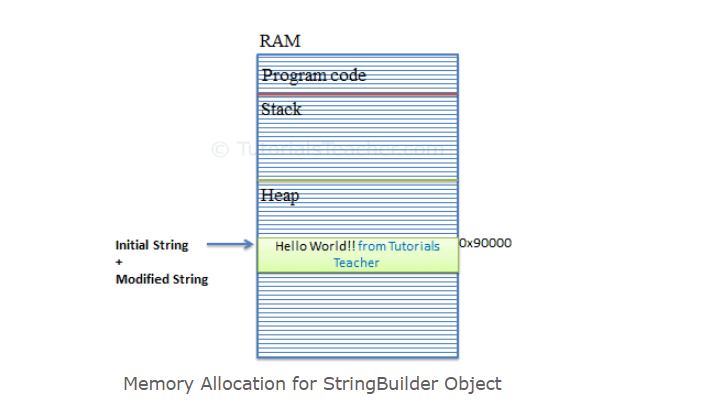 RAM
Program code
Stack
© TutorialsTeacher.com
Heap
Initial String
+
Modified String
Hello World!! from Tutorials
Teacher
0x90000
Memory Allocation for StringBuilder Object